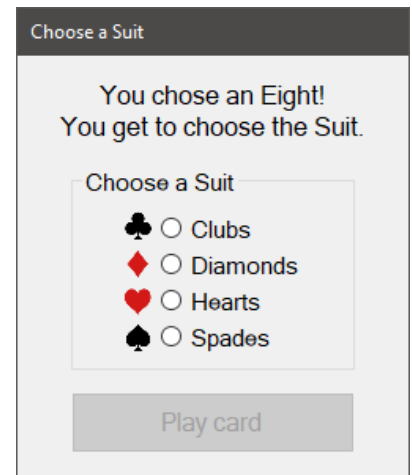 Choose a Suit
You chose an Eight!
You get to choose the Suit.
Choose a Suit
Clubs
Diamonds
Hearts
Spades
Play card